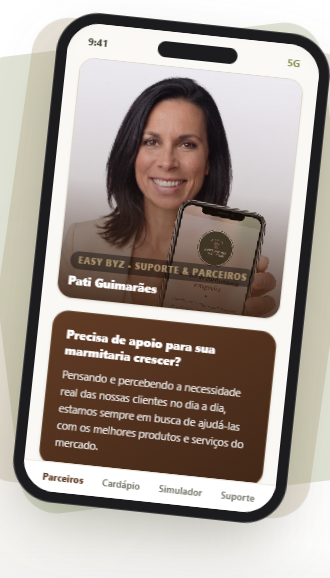 9:41
5G
EASY BYZ • SUPORTE & PARCEIROS
Pati Guimarães
Precisa de apoio para sua
marmitaria crescer?
Pensando e percebendo a necessidade
real das nossas clientes no dia a dia,
estamos sempre em busca de ajudá-las
com os melhores produtos e serviços do
mercado.
Parceiros
Cardápio
Simulador
Suporte